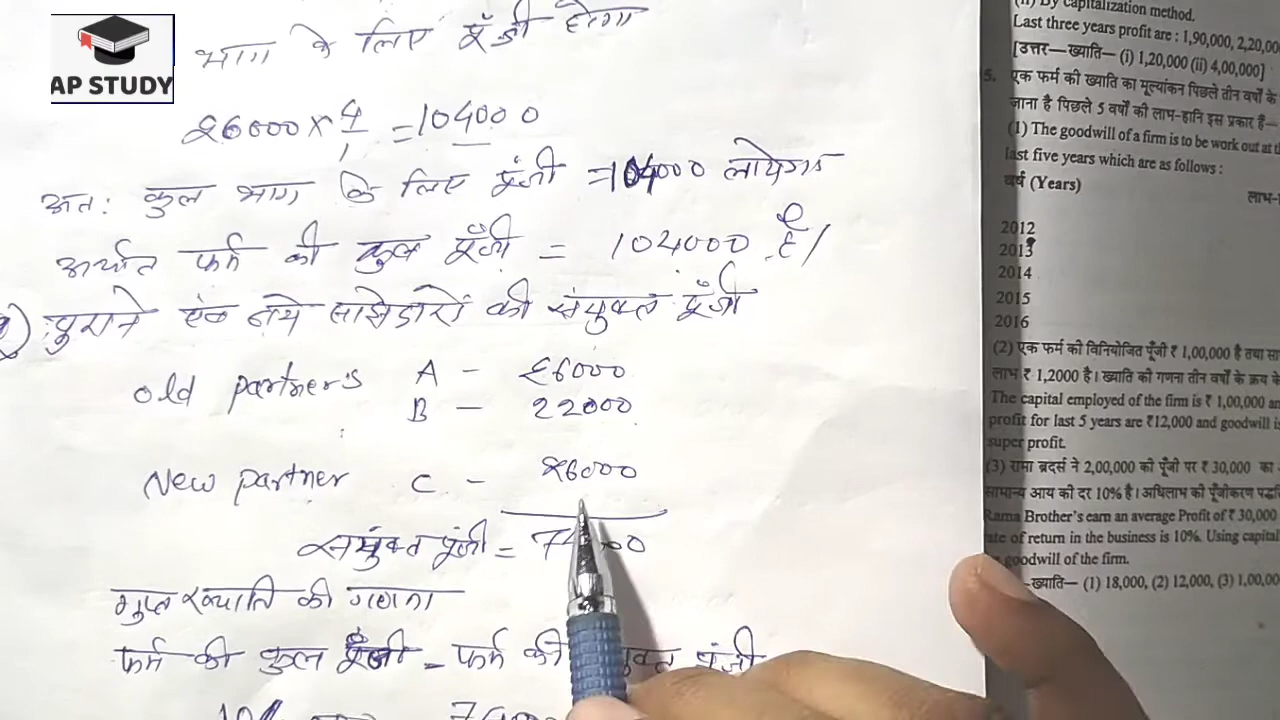 AP STUDY
भाग के लिए पूँजी होगा
26000 × 4/1 = 104000
अतः कुल भाग के लिए पूंजी = 104000 लायेगा
अर्थात फर्म की कुल पूँजी = 104000 है/
पुराने एंव नये साझेदारों की संयुक्त पूँजी
old partner's A - 26000
B - 22000
New partner C - 26000
संयुक्त पूंजी =
गुप्त ख्याति की गणना
फर्म की कुल पूँजी - फर्म की पूंजी
(ii) By capitalization method.
Last three years profit are : 1,90,000, 2,20,00
[उत्तर—ख्याति— (i) 1,20,000 (ii) 4,00,000]
5. एक फर्म की ख्याति का मूल्यांकन पिछले तीन वर्षों के
जाना है पिछले 5 वर्षों की लाभ-हानि इस प्रकार हैं—
(1) The goodwill of a firm is to be work out at
last five years which are as follows :
वर्ष (Years) लाभ-
2012
2013
2014
2015
2016
(2) एक फर्म की विनियोजित पूँजी ₹ 1,00,000 है तथा
लाभ ₹ 1,2000 है। ख्याति की गणना तीन वर्षों के क्रय के
The capital employed of the firm is ₹ 1,00,000
profit for last 5 years are ₹12,000 and goodwill is
super profit.
(3) रामा ब्रदर्स ने 2,00,000 की पूँजी पर ₹ 30,000 का
सामान्य आय की दर 10% है। अधिलाभ की पूँजीकरण
Rama Brother's earn an average Profit of ₹ 30,000
of return in the business is 10%. Using capital
goodwill of the firm.
ख्याति— (1) 18,000, (2) 12,000, (3) 1,00,00